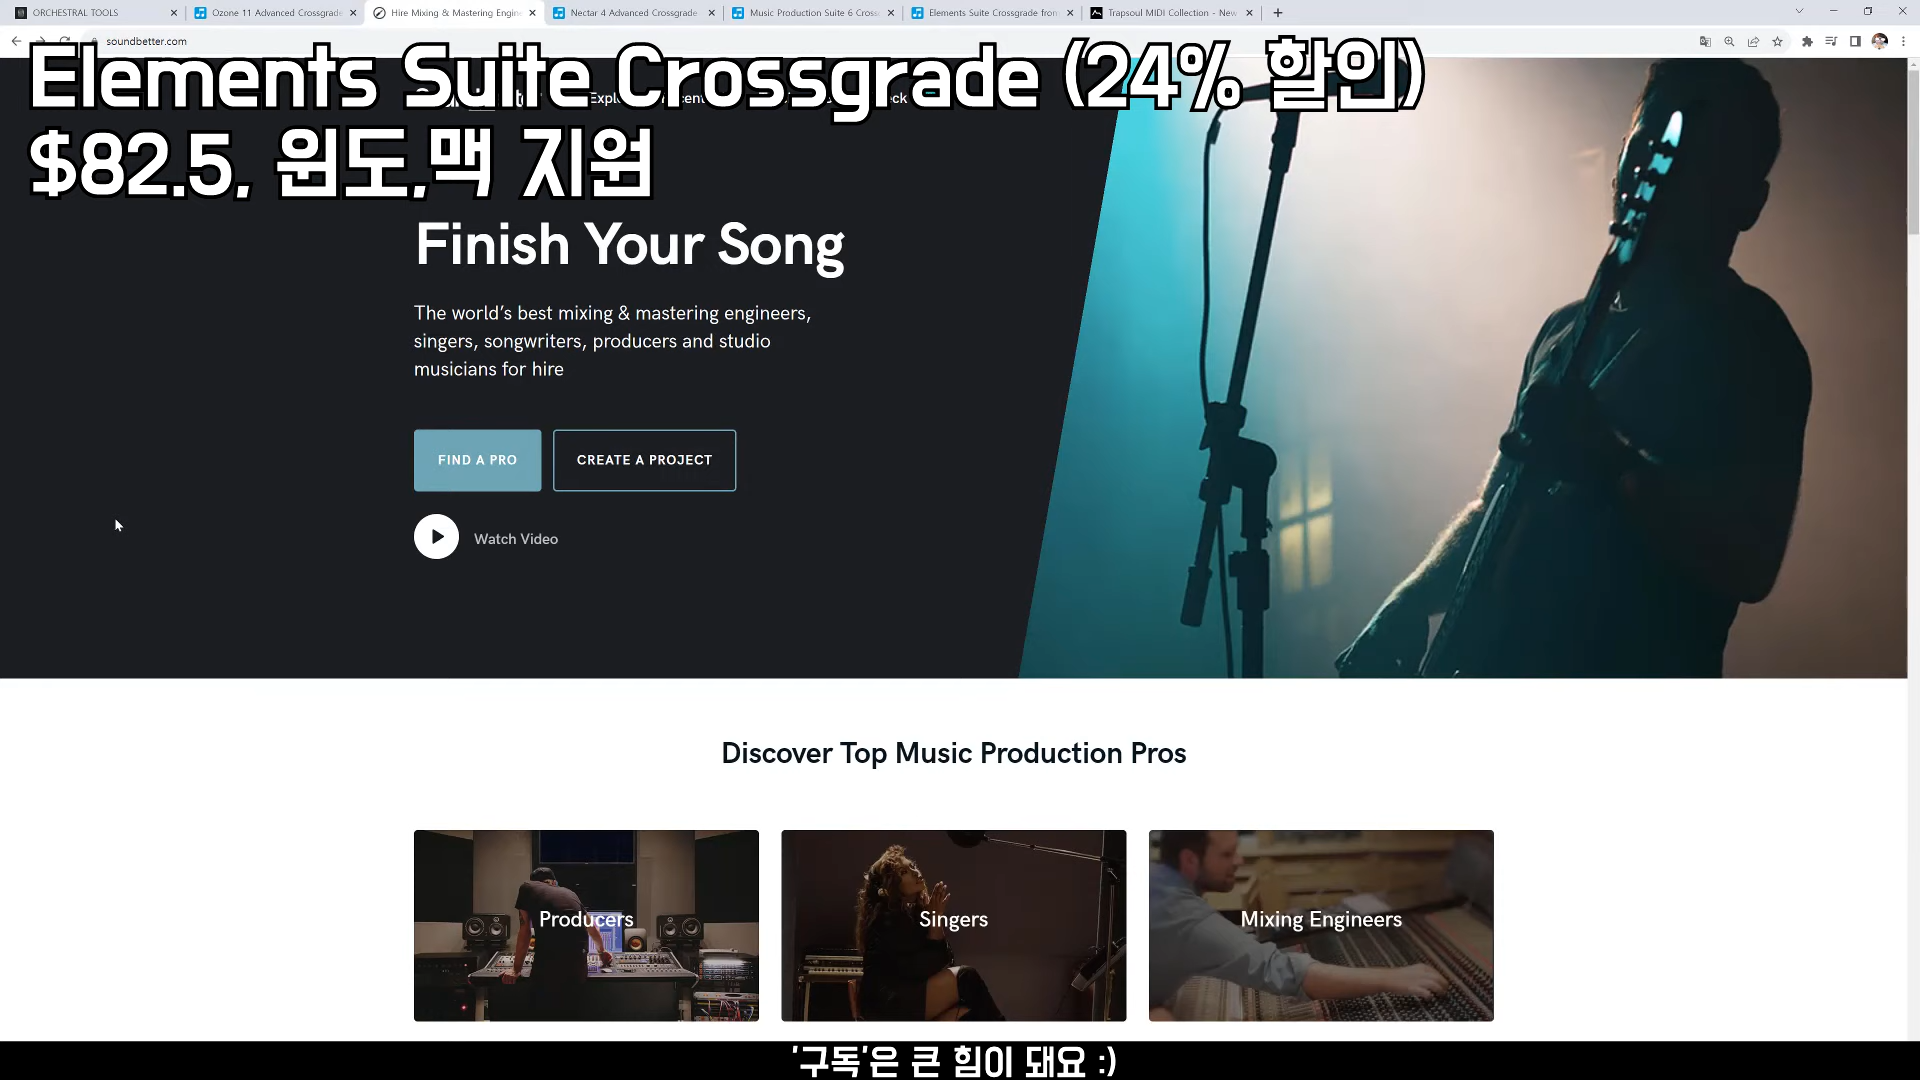 ORCHESTRAL TOOLS
Ozone 11 Advanced Crossgrade
Hire Mixing & Mastering Engine
Nectar 4 Advanced Crossgrade
Music Production Suite 6 Cross
Elements Suite Crossgrade from
Trapsoul MIDI Collection - New
soundbetter.com
Elements Suite Crossgrade (24% 할인)
$82.5, 윈도,맥 지원
Finish Your Song
The world's best mixing & mastering engineers,
singers, songwriters, producers and studio
musicians for hire
FIND A PRO
CREATE A PROJECT
Watch Video
Discover Top Music Production Pros
Producers
Singers
Mixing Engineers
'구독'은 큰 힘이 돼요 :)